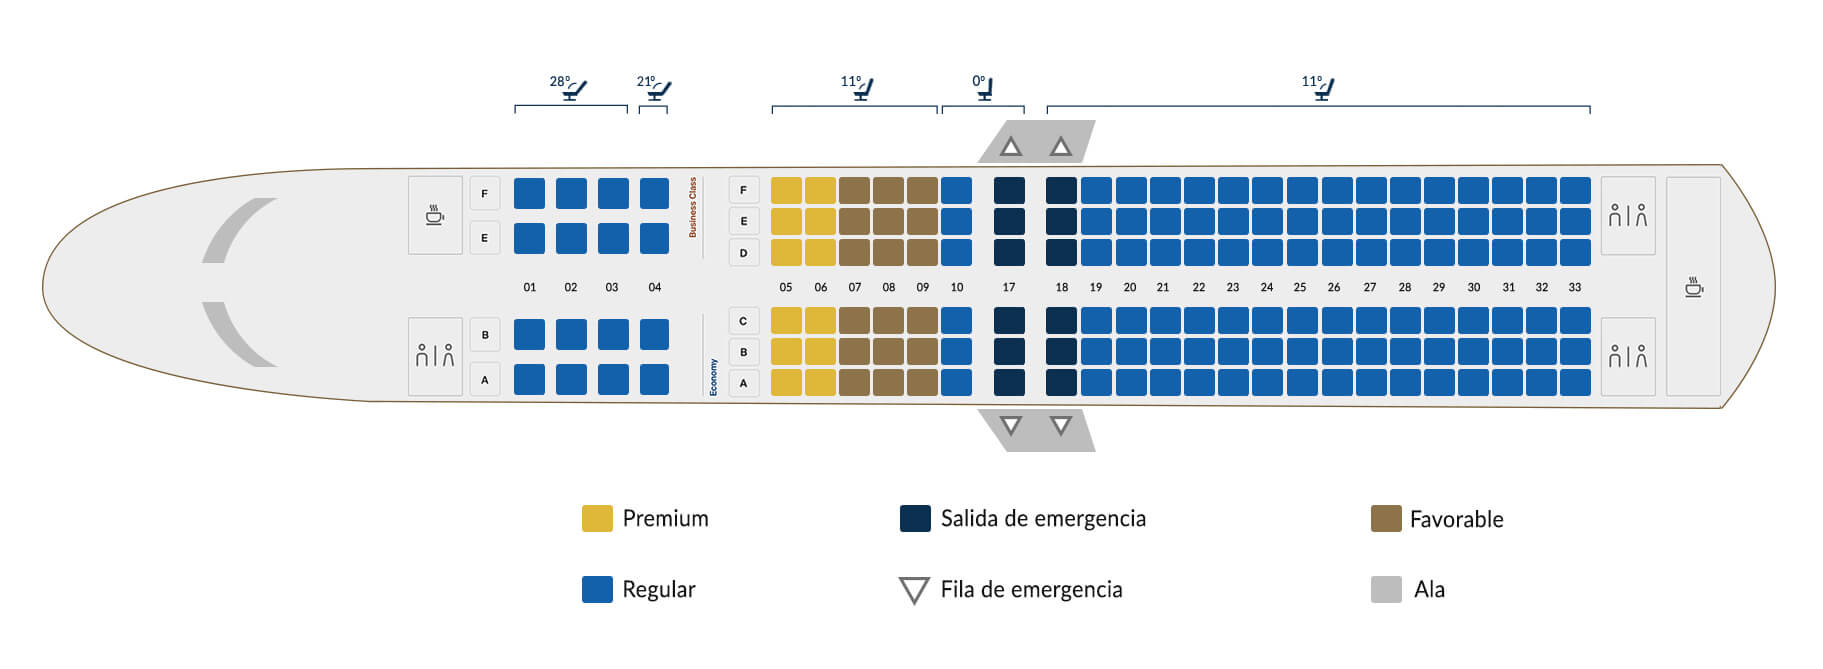 28° 21° 11° 0° 11°
F F
E E
D
Business Class
01 02 03 04 05 06 07 08 09 10 17 18 19 20 21 22 23 24 25 26 27 28 29 30 31 32 33
C
B B
A A
Economy
Premium Salida de emergencia Favorable
Regular Fila de emergencia Ala